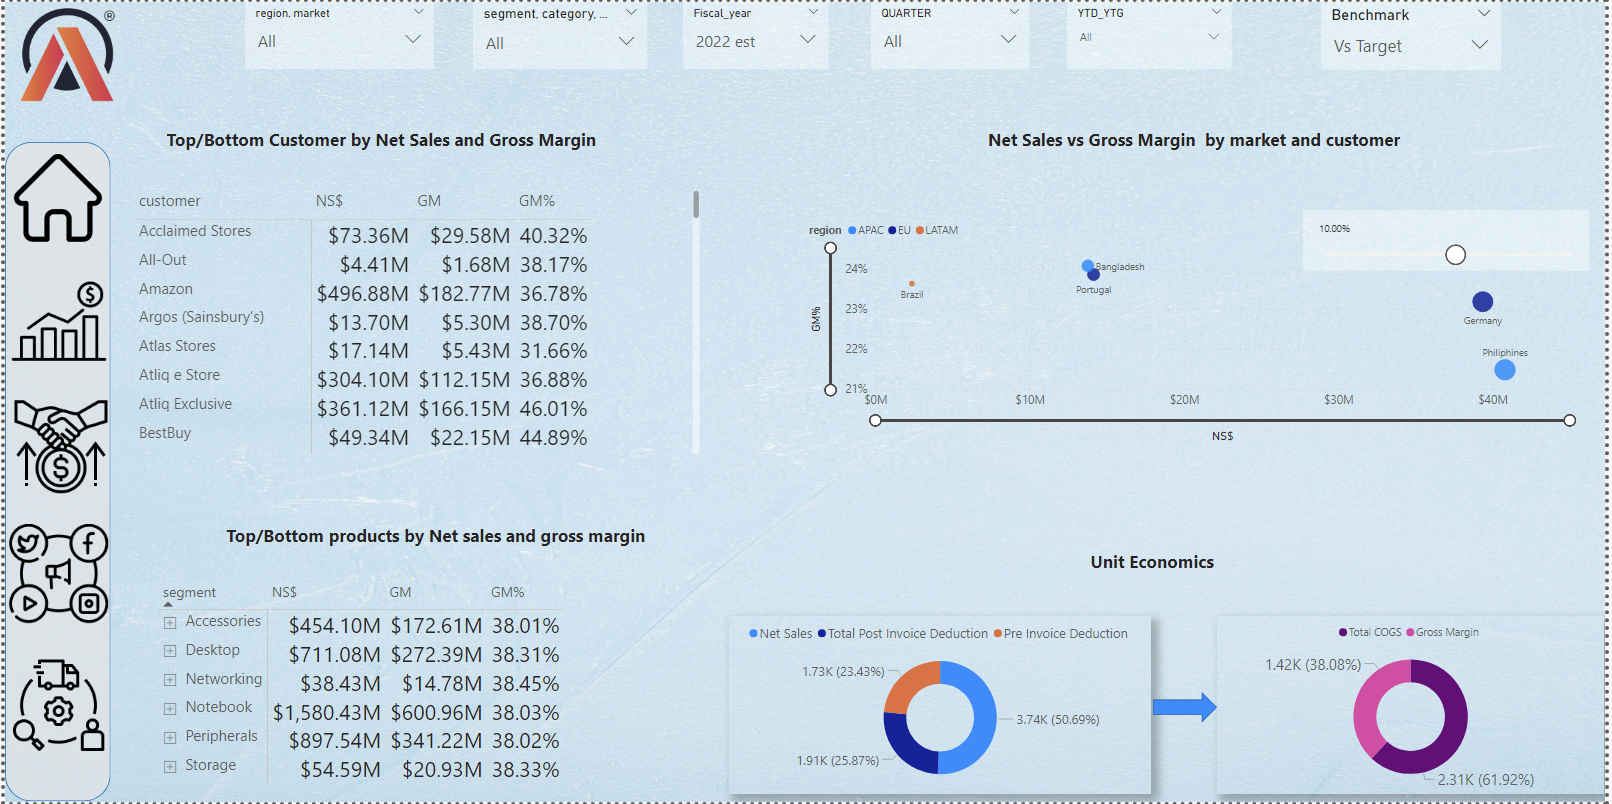 ®
region, market
All
segment, category, ...
All
Fiscal_year
2022 est
QUARTER
All
YTD_YTG
All
Benchmark
Vs Target
Top/Bottom Customer by Net Sales and Gross Margin
customer NS$ GM GM%
Acclaimed Stores $73.36M $29.58M 40.32%
All-Out $4.41M $1.68M 38.17%
Amazon $496.88M $182.77M 36.78%
Argos (Sainsbury's) $13.70M $5.30M 38.70%
Atlas Stores $17.14M $5.43M 31.66%
Atliq e Store $304.10M $112.15M 36.88%
Atliq Exclusive $361.12M $166.15M 46.01%
BestBuy $49.34M $22.15M 44.89%
Net Sales vs Gross Margin by market and customer
region APAC EU LATAM
10.00%
GM%
24%
23%
22%
21%
Bangladesh
Portugal
Brazil
Germany
Philiphines
$0M $10M $20M $30M $40M
NS$
Top/Bottom products by Net sales and gross margin
segment NS$ GM GM%
Accessories $454.10M $172.61M 38.01%
Desktop $711.08M $272.39M 38.31%
Networking $38.43M $14.78M 38.45%
Notebook $1,580.43M $600.96M 38.03%
Peripherals $897.54M $341.22M 38.02%
Storage $54.59M $20.93M 38.33%
Unit Economics
Net Sales Total Post Invoice Deduction Pre Invoice Deduction
1.73K (23.43%)
3.74K (50.69%)
1.91K (25.87%)
Total COGS Gross Margin
1.42K (38.08%)
2.31K (61.92%)